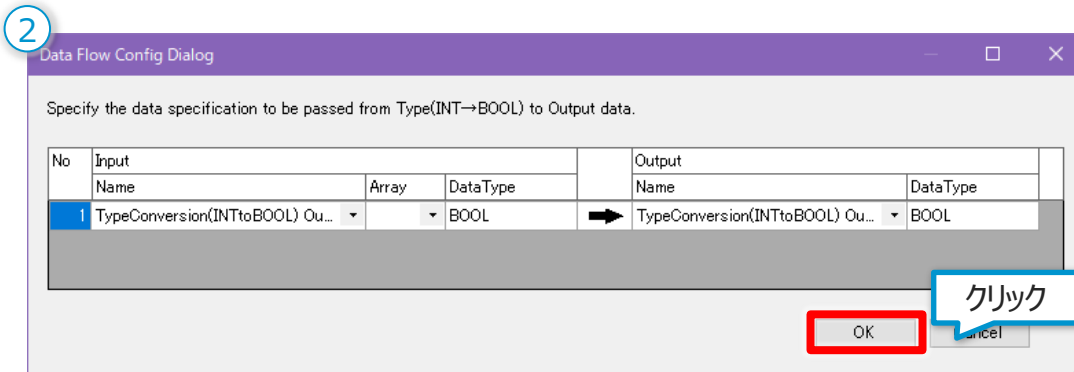 2
Data Flow Config Dialog
Specify the data specification to be passed from Type(INT→BOOL) to Output data.
No Input Output
Name Array DataType Name DataType
1 TypeConversion(INTtoBOOL) Ou... BOOL TypeConversion(INTtoBOOL) Ou... BOOL
クリック
OK